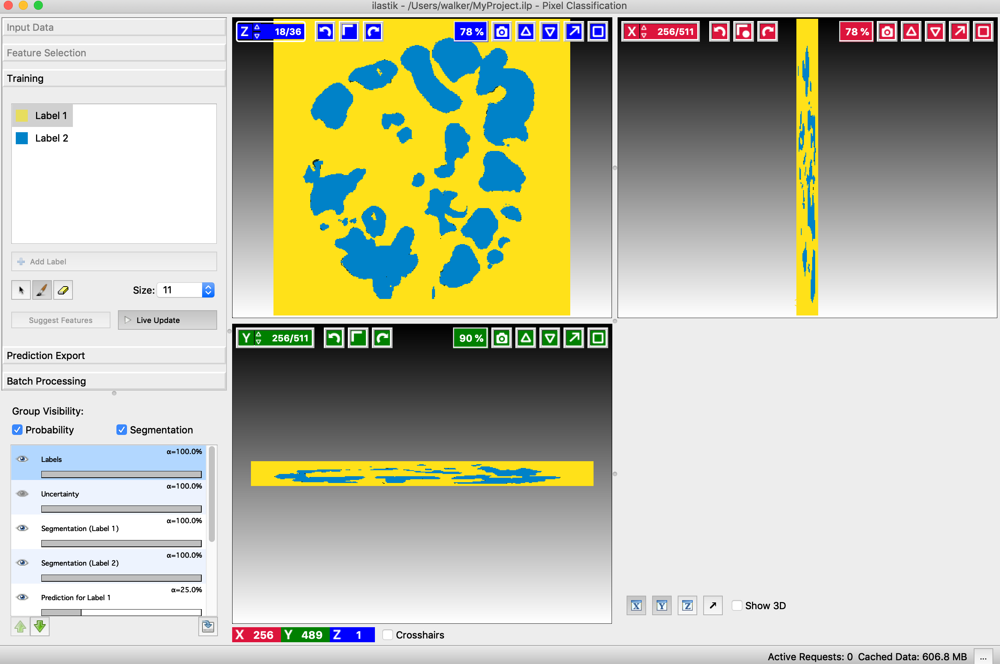 ilastik - /Users/walker/MyProject.ilp - Pixel Classification
Input Data
Feature Selection
Training
Label 1
Label 2
Add Label
Size: 11
Suggest Features
Live Update
Prediction Export
Batch Processing
Group Visibility:
Probability
Segmentation
α=100.0%
Labels
α=100.0%
Uncertainty
α=100.0%
Segmentation (Label 1)
α=100.0%
Segmentation (Label 2)
α=25.0%
Prediction for Label 1
Z 18/36
78 %
X 256/511
78 %
Y 256/511
90 %
X Y Z
Show 3D
X 256 Y 489 Z 1
Crosshairs
Active Requests: 0 Cached Data: 606.8 MB ...